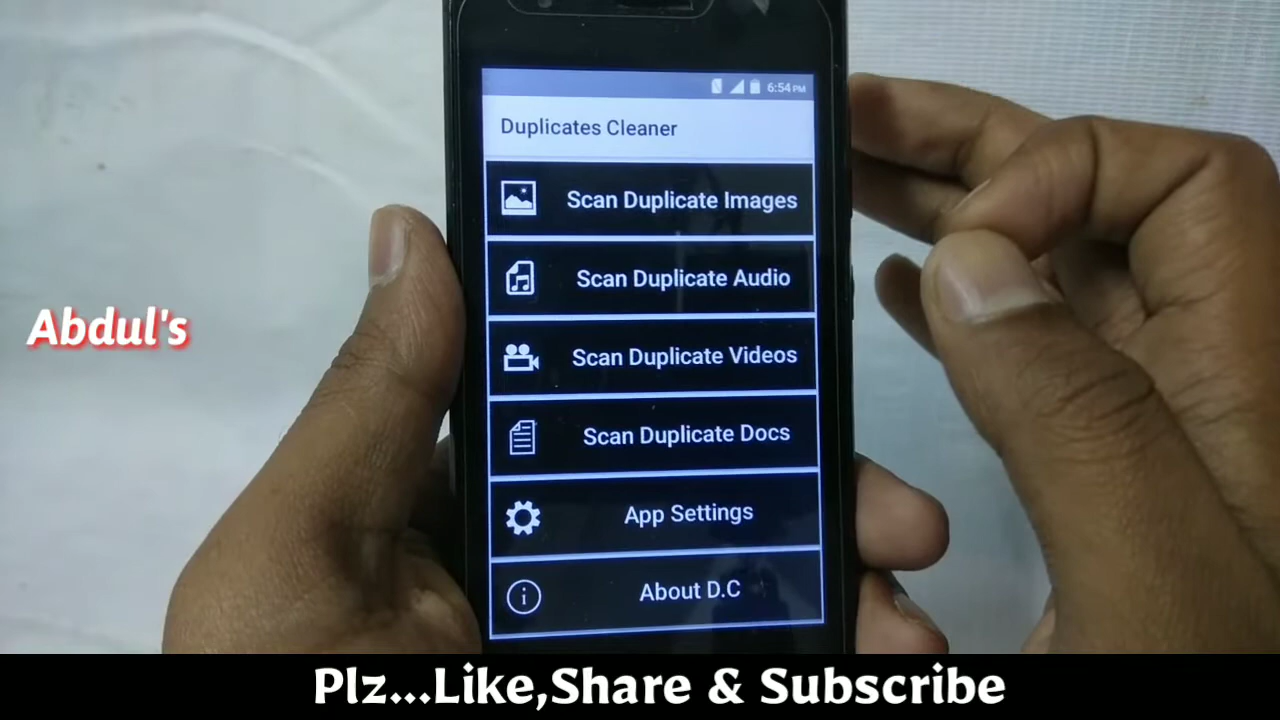 6:54 PM
Duplicates Cleaner
Scan Duplicate Images
Scan Duplicate Audio
Scan Duplicate Videos
Scan Duplicate Docs
App Settings
About D.C
Abdul's
Plz...Like,Share & Subscribe